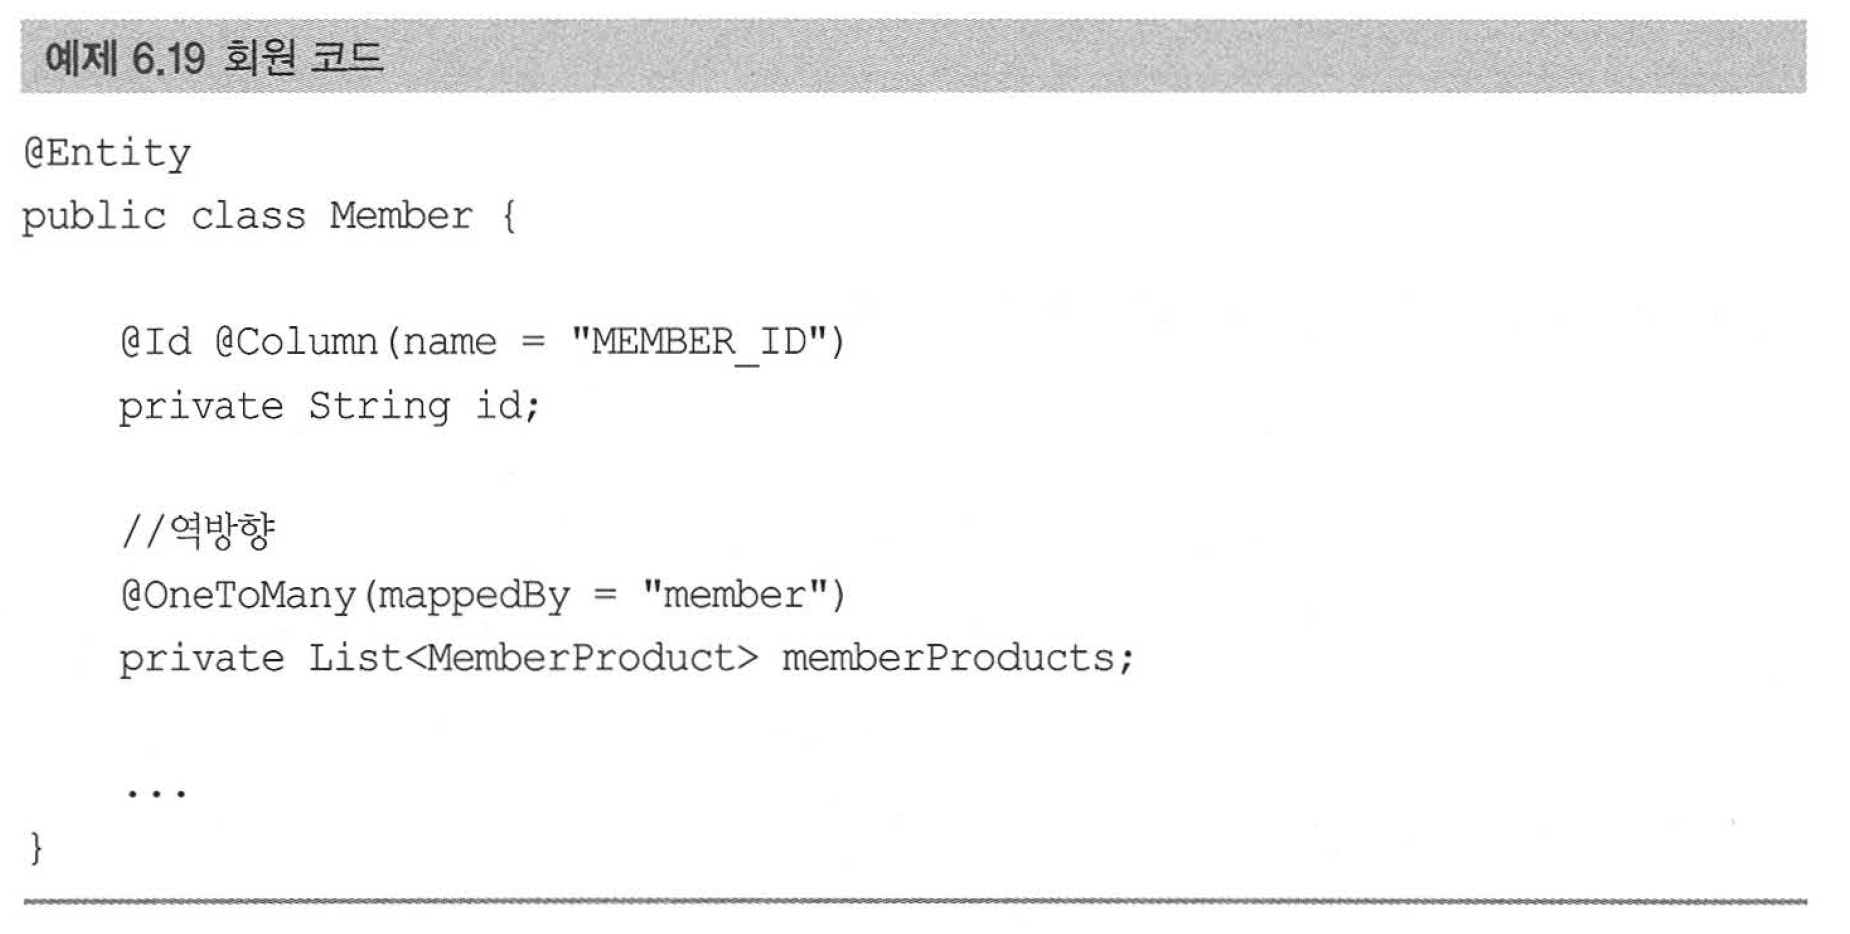 예제 6.19 회원 코드
@Entity
public class Member {
@Id @Column(name = "MEMBER_ID")
private String id;
//역방향
@OneToMany(mappedBy = "member")
private List<MemberProduct> memberProducts;
...
}